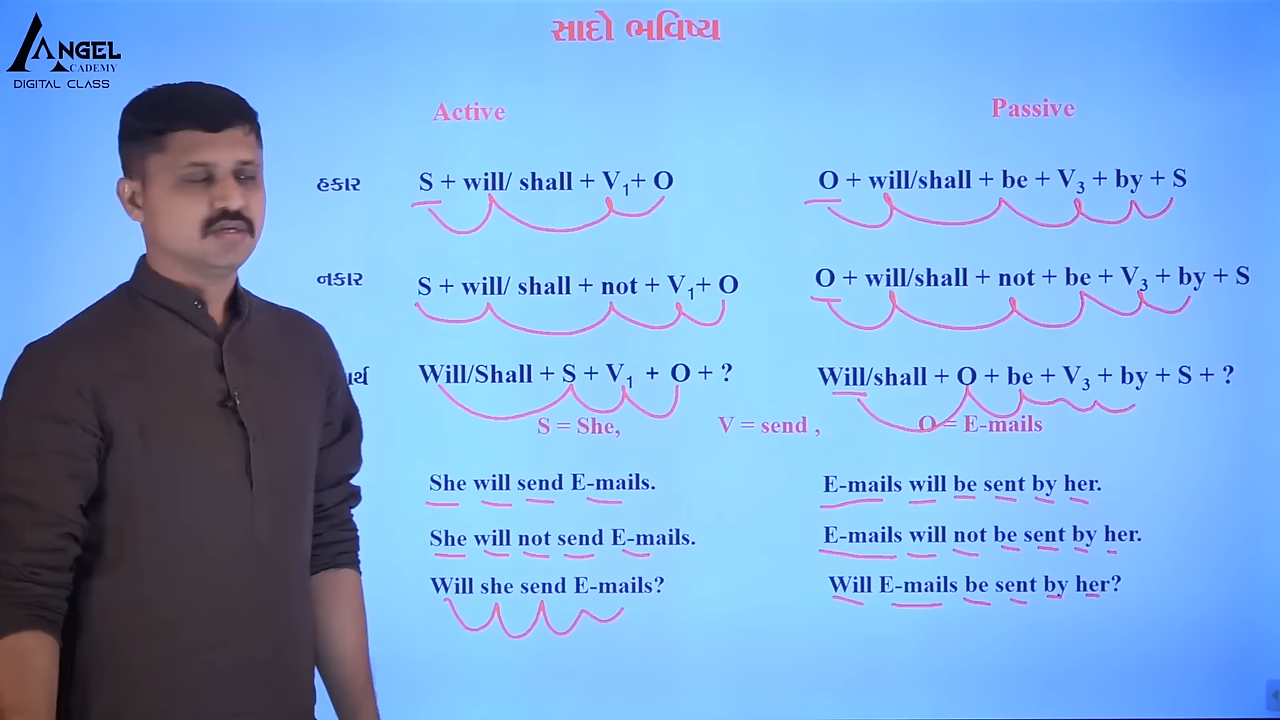 ANGEL
ACADEMY
DIGITAL CLASS
સાદો ભવિષ્ય
Active Passive
હકાર S + will/ shall + V1+ O O + will/shall + be + V3 + by + S
નકાર S + will/ shall + not + V1+ O O + will/shall + not + be + V3 + by + S
Will/Shall + S + V1 + O + ? Will/shall + O + be + V3 + by + S + ?
S = She, V = send , O = E-mails
She will send E-mails. E-mails will be sent by her.
She will not send E-mails. E-mails will not be sent by her.
Will she send E-mails? Will E-mails be sent by her?